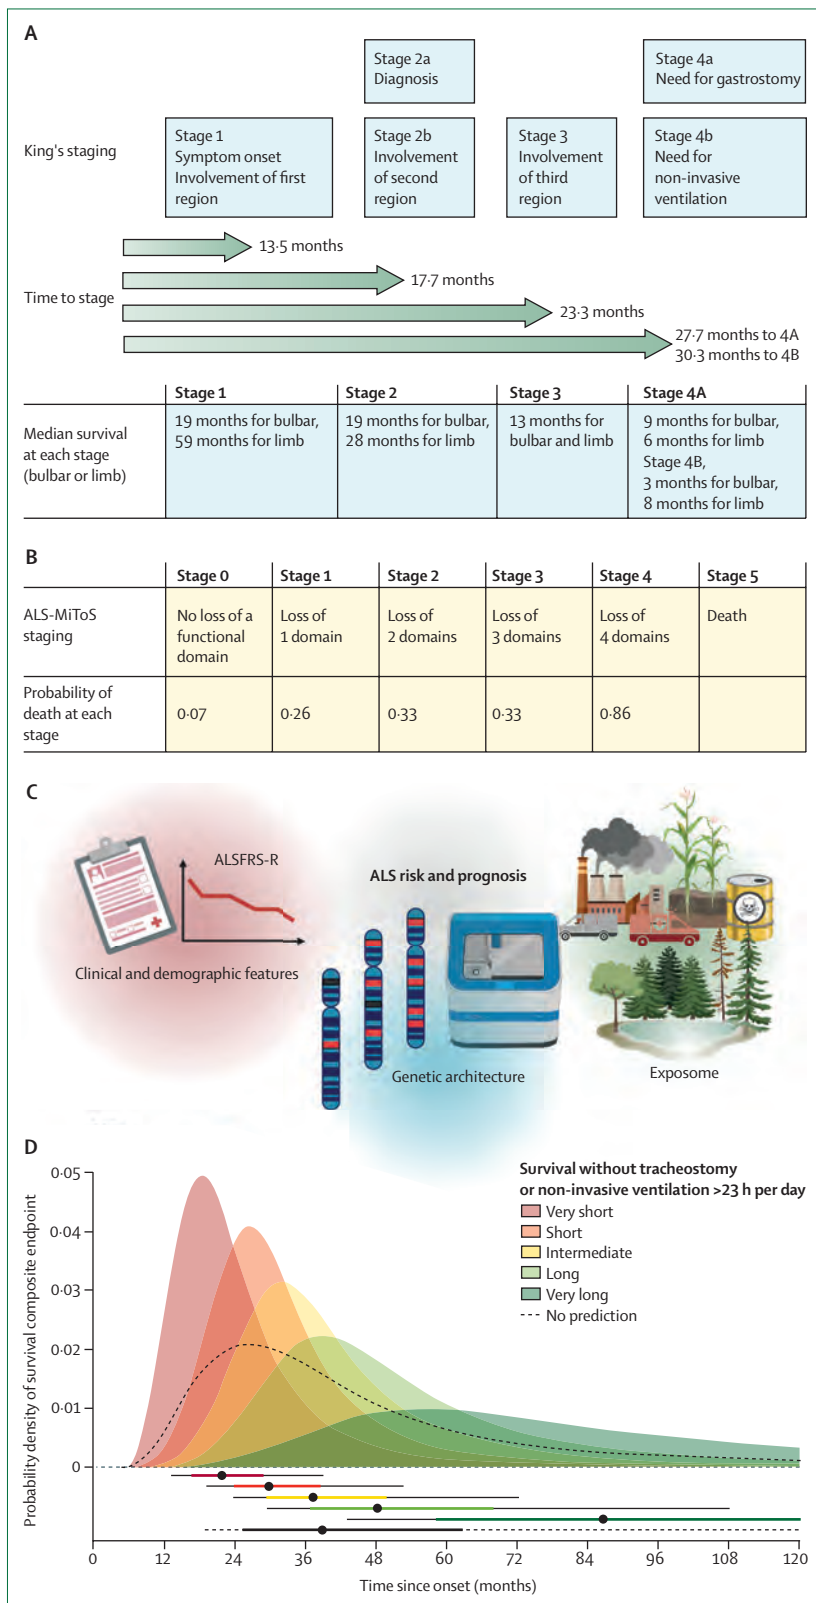 A
King's staging
Stage 1
Symptom onset
Involvement of first
region
Stage 2a
Diagnosis
Stage 2b
Involvement
of second
region
Stage 3
Involvement
of third
region
Stage 4a
Need for gastrostomy
Stage 4b
Need for
non-invasive
ventilation
Time to stage
13·5 months
17·7 months
23·3 months
27·7 months to 4A
30·3 months to 4B
Stage 1
Stage 2
Stage 3
Stage 4A
Median survival
at each stage
(bulbar or limb)
19 months for bulbar,
59 months for limb
19 months for bulbar,
28 months for limb
13 months for
bulbar and limb
9 months for bulbar,
6 months for limb
Stage 4B,
3 months for bulbar,
8 months for limb
B
Stage 0
Stage 1
Stage 2
Stage 3
Stage 4
Stage 5
ALS-MiToS
staging
No loss of a
functional
domain
Loss of
1 domain
Loss of
2 domains
Loss of
3 domains
Loss of
4 domains
Death
Probability of
death at each
stage
0·07
0·26
0·33
0·33
0·86
C
ALSFRS-R
Clinical and demographic features
ALS risk and prognosis
Genetic architecture
Exposome
D
Survival without tracheostomy
or non-invasive ventilation >23 h per day
Very short
Short
Intermediate
Long
Very long
No prediction
Probability density of survival composite endpoint
0·05
0·04
0·03
0·02
0·01
0
0
12
24
36
48
60
72
84
96
108
120
Time since onset (months)